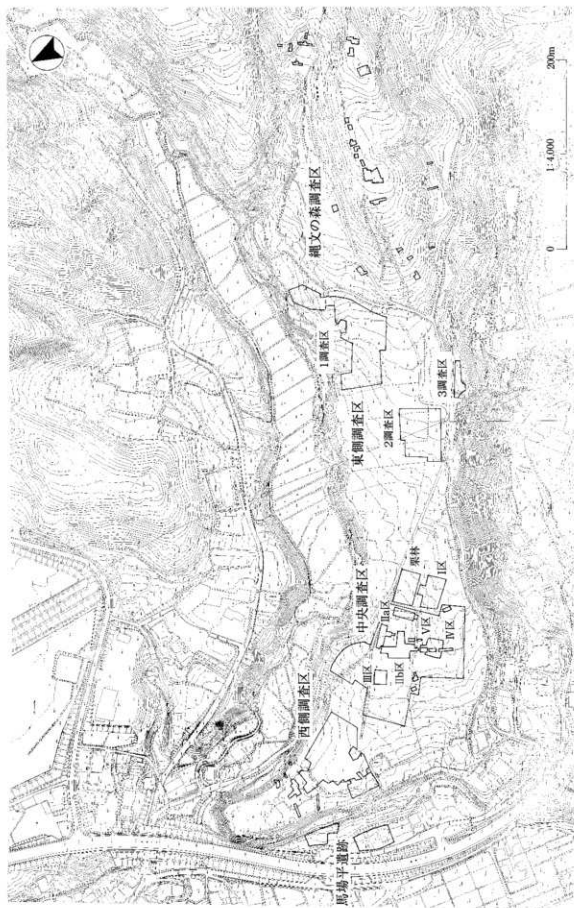 馬場平遺跡
西側調査区
中央調査区
Ⅲ区
Ⅱa区
Ⅱb区
Ⅴ区
Ⅳ区
Ⅰ区
栗林
東側調査区
1調査区
2調査区
3調査区
縄文の森調査区
0
1:4,000
200m